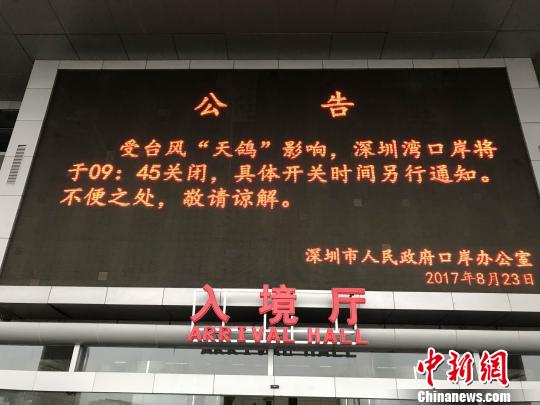 公 告
受台风“天鸽”影响，深圳湾口岸将
于09：45关闭，具体开关时间另行通知。
不便之处，敬请谅解。
深圳市人民政府口岸办公室
2017年8月23日
入境厅
ARRIVAL HALL
中新网
Chinanews.com